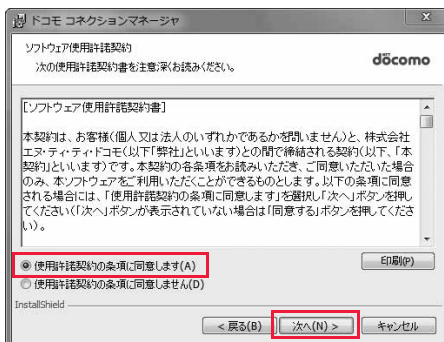 ドコモ コネクションマネージャ
ソフトウェア使用許諾契約
次の使用許諾契約書を注意深くお読みください。
NTT docomo
[ソフトウェア使用許諾契約書]
本契約は、お客様(個人又は法人のいずれかであるかを問いません)と、株式会社
エヌ・ティ・ティ・ドコモ(以下「弊社」といいます)との間で締結される契約(以下、「本
契約」といいます)です。本契約の各条項をお読みいただき、ご同意いただいた場合
のみ、本ソフトウェアをご利用いただくことができるものとします。以下の条項に同意
される場合には、「使用許諾契約の条項に同意します」を選択し「次へ」ボタンを押し
てください(「次へ」ボタンが表示されていない場合は「同意する」ボタンを押してくださ
い)。
使用許諾契約の条項に同意します(A)
印刷(P)
使用許諾契約の条項に同意しません(D)
InstallShield
< 戻る(B)
次へ(N) >
キャンセル